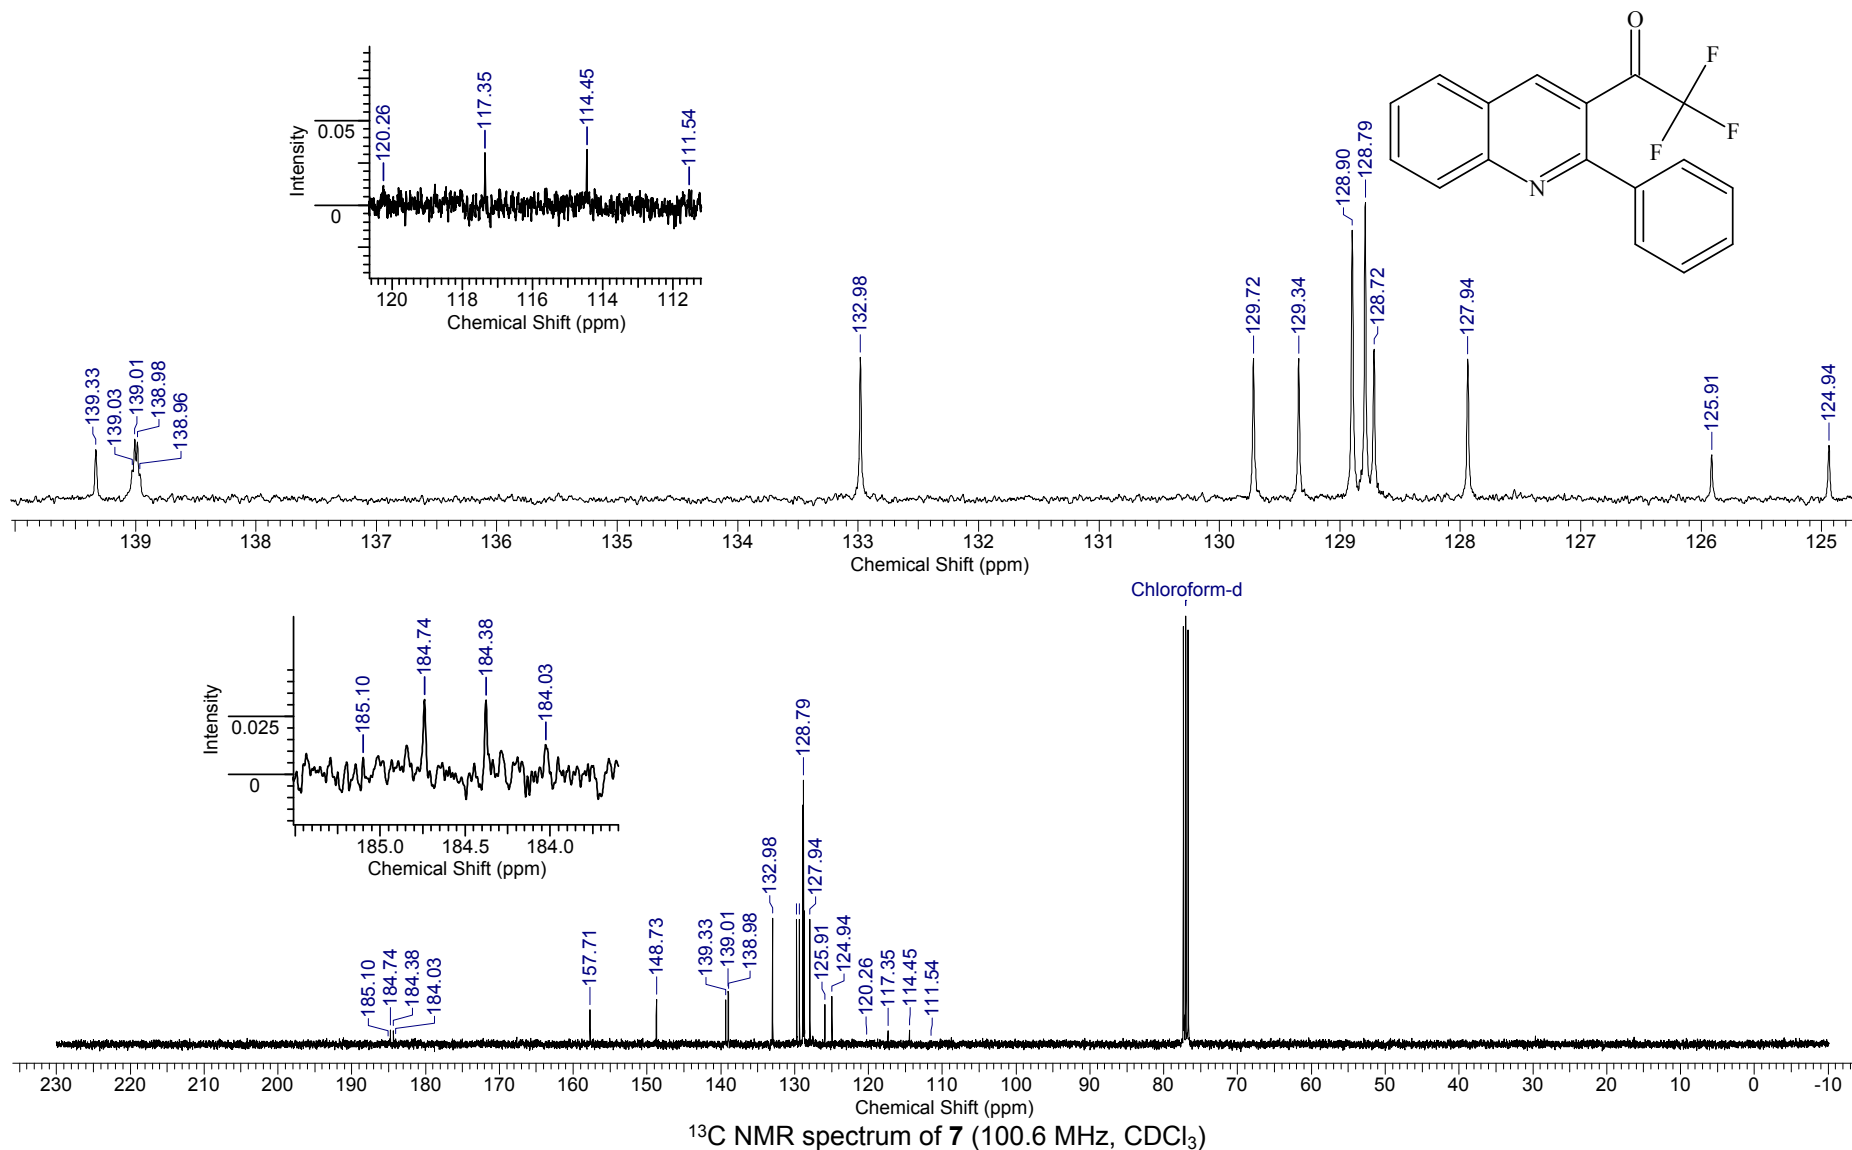 O
F
F
F
N
Intensity
0.05
0
120.26
117.35
114.45
111.54
120 118 116 114 112
Chemical Shift (ppm)
139.33
139.03
139.01
138.98
138.96
132.98
129.72
129.34
128.90
128.79
128.72
127.94
125.91
124.94
139 138 137 136 135 134 133 132 131 130 129 128 127 126 125
Chemical Shift (ppm)
Chloroform-d
Intensity
0.025
0
185.10
184.74
184.38
184.03
185.0 184.5 184.0
Chemical Shift (ppm)
185.10
184.74
184.38
184.03
157.71
148.73
139.33
139.01
138.98
132.98
128.79
127.94
125.91
124.94
120.26
117.35
114.45
111.54
230 220 210 200 190 180 170 160 150 140 130 120 110 100 90 80 70 60 50 40 30 20 10 0 -10
Chemical Shift (ppm)
¹³C NMR spectrum of 7 (100.6 MHz, CDCl₃)